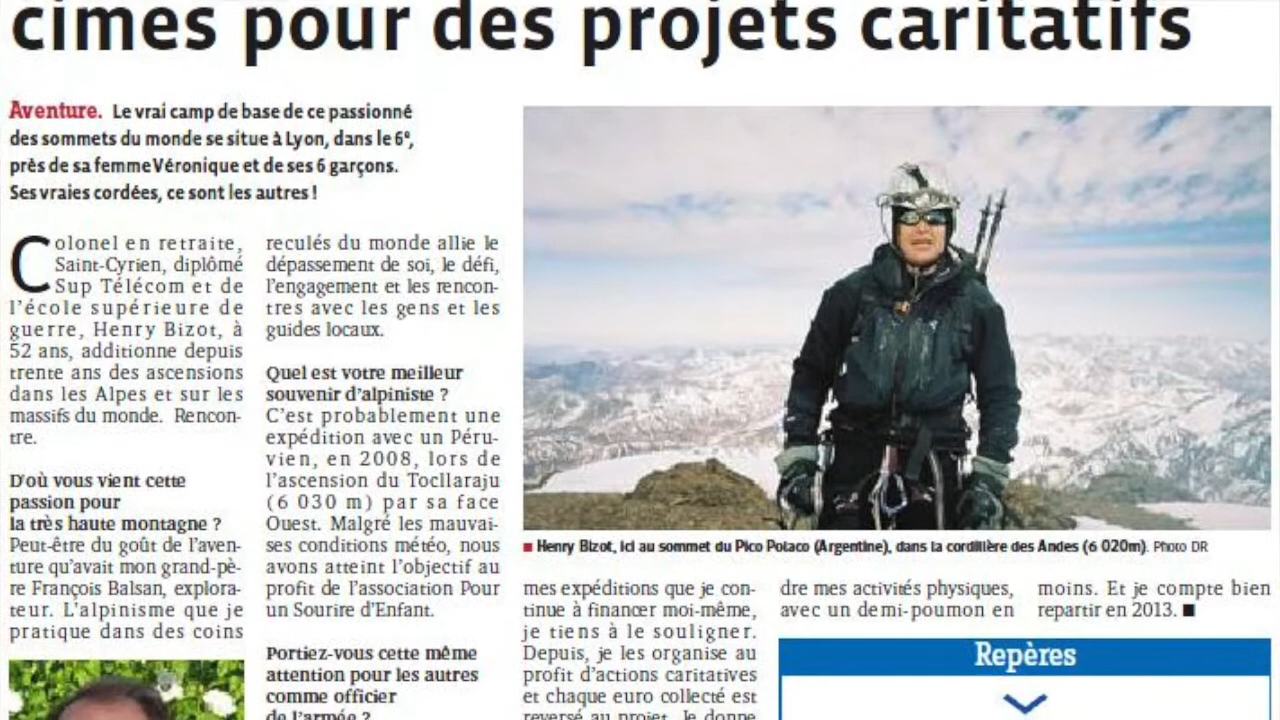 cimes pour des projets caritatifs
Aventure. Le vrai camp de base de ce passionné
des sommets du monde se situe à Lyon, dans le 6e,
près de sa femme Véronique et de ses 6 garçons.
Ses vraies cordées, ce sont les autres !
Colonel en retraite,
Saint-Cyrien, diplômé
Sup Télécom et de
l'école supérieure de
guerre, Henry Bizot, à
52 ans, additionne depuis
trente ans des ascensions
dans les Alpes et sur les
massifs du monde. Rencon-
tre.
D'où vous vient cette
passion pour
la très haute montagne ?
Peut-être du goût de l'aven-
ture qu'avait mon grand-pè-
re François Balsan, explora-
teur. L'alpinisme que je
pratique dans des coins
reculés du monde allie le
dépassement de soi, le défi,
l'engagement et les rencon-
tres avec les gens et les
guides locaux.
Quel est votre meilleur
souvenir d'alpiniste ?
C'est probablement une
expédition avec un Péru-
vien, en 2008, lors de
l'ascension du Tocllaraju
(6 030 m) par sa face
Ouest. Malgré les mauvai-
ses conditions météo, nous
avons atteint l'objectif au
profit de l'association Pour
un Sourire d'Enfant.
Portiez-vous cette même
attention pour les autres
comme officier
de l'armée ?
Henry Bizot, ici au sommet du Pico Polaco (Argentine), dans la cordillère des Andes (6 020m). Photo DR
mes expéditions que je con-
tinue à financer moi-même,
je tiens à le souligner.
Depuis, je les organise au
profit d'actions caritatives
et chaque euro collecté est
reversé au projet. Je donne
dre mes activités physiques,
avec un demi-poumon en
moins. Et je compte bien
repartir en 2013. ■
Repères